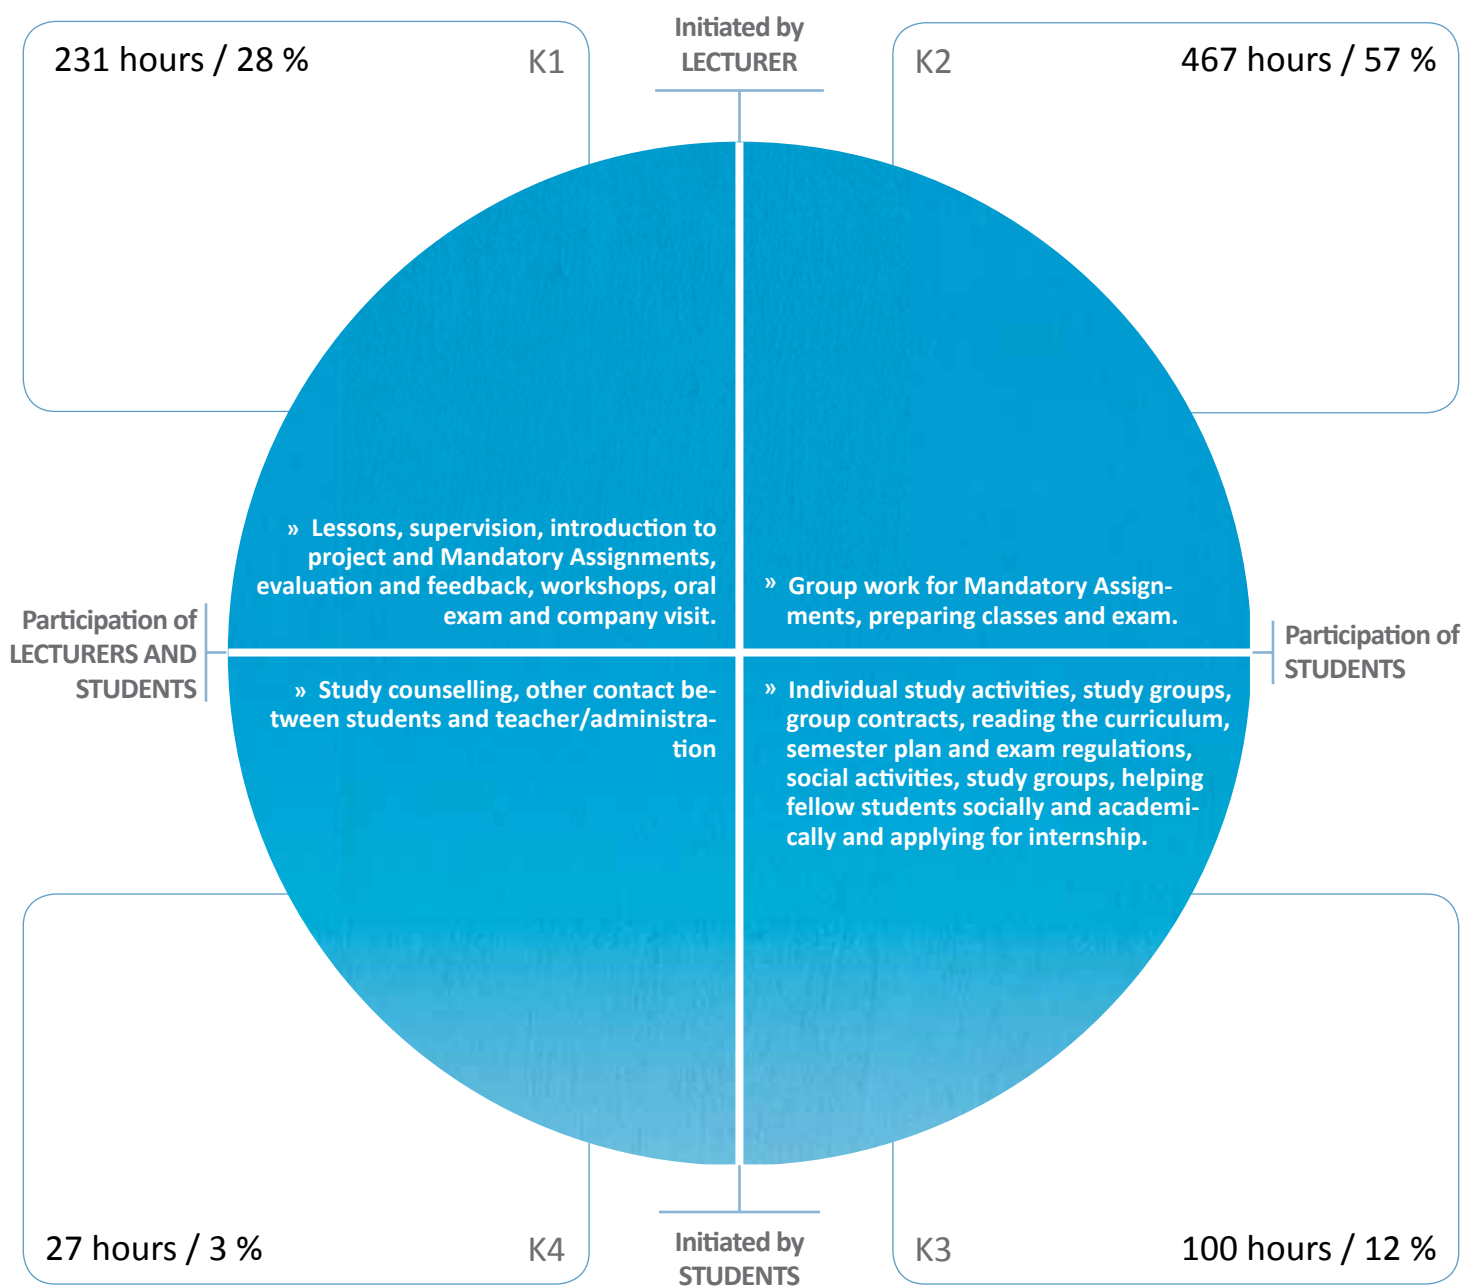 Initiated by
LECTURER
231 hours / 28 %
K1
K2
467 hours / 57 %
» Lessons, supervision, introduction to
project and Mandatory Assignments,
evaluation and feedback, workshops, oral
exam and company visit.
» Group work for Mandatory Assign-
ments, preparing classes and exam.
Participation of
LECTURERS AND
STUDENTS
Participation of
STUDENTS
» Study counselling, other contact be-
tween students and teacher/administra-
tion
» Individual study activities, study groups,
group contracts, reading the curriculum,
semester plan and exam regulations,
social activities, study groups, helping
fellow students socially and academi-
cally and applying for internship.
27 hours / 3 %
K4
Initiated by
STUDENTS
K3
100 hours / 12 %